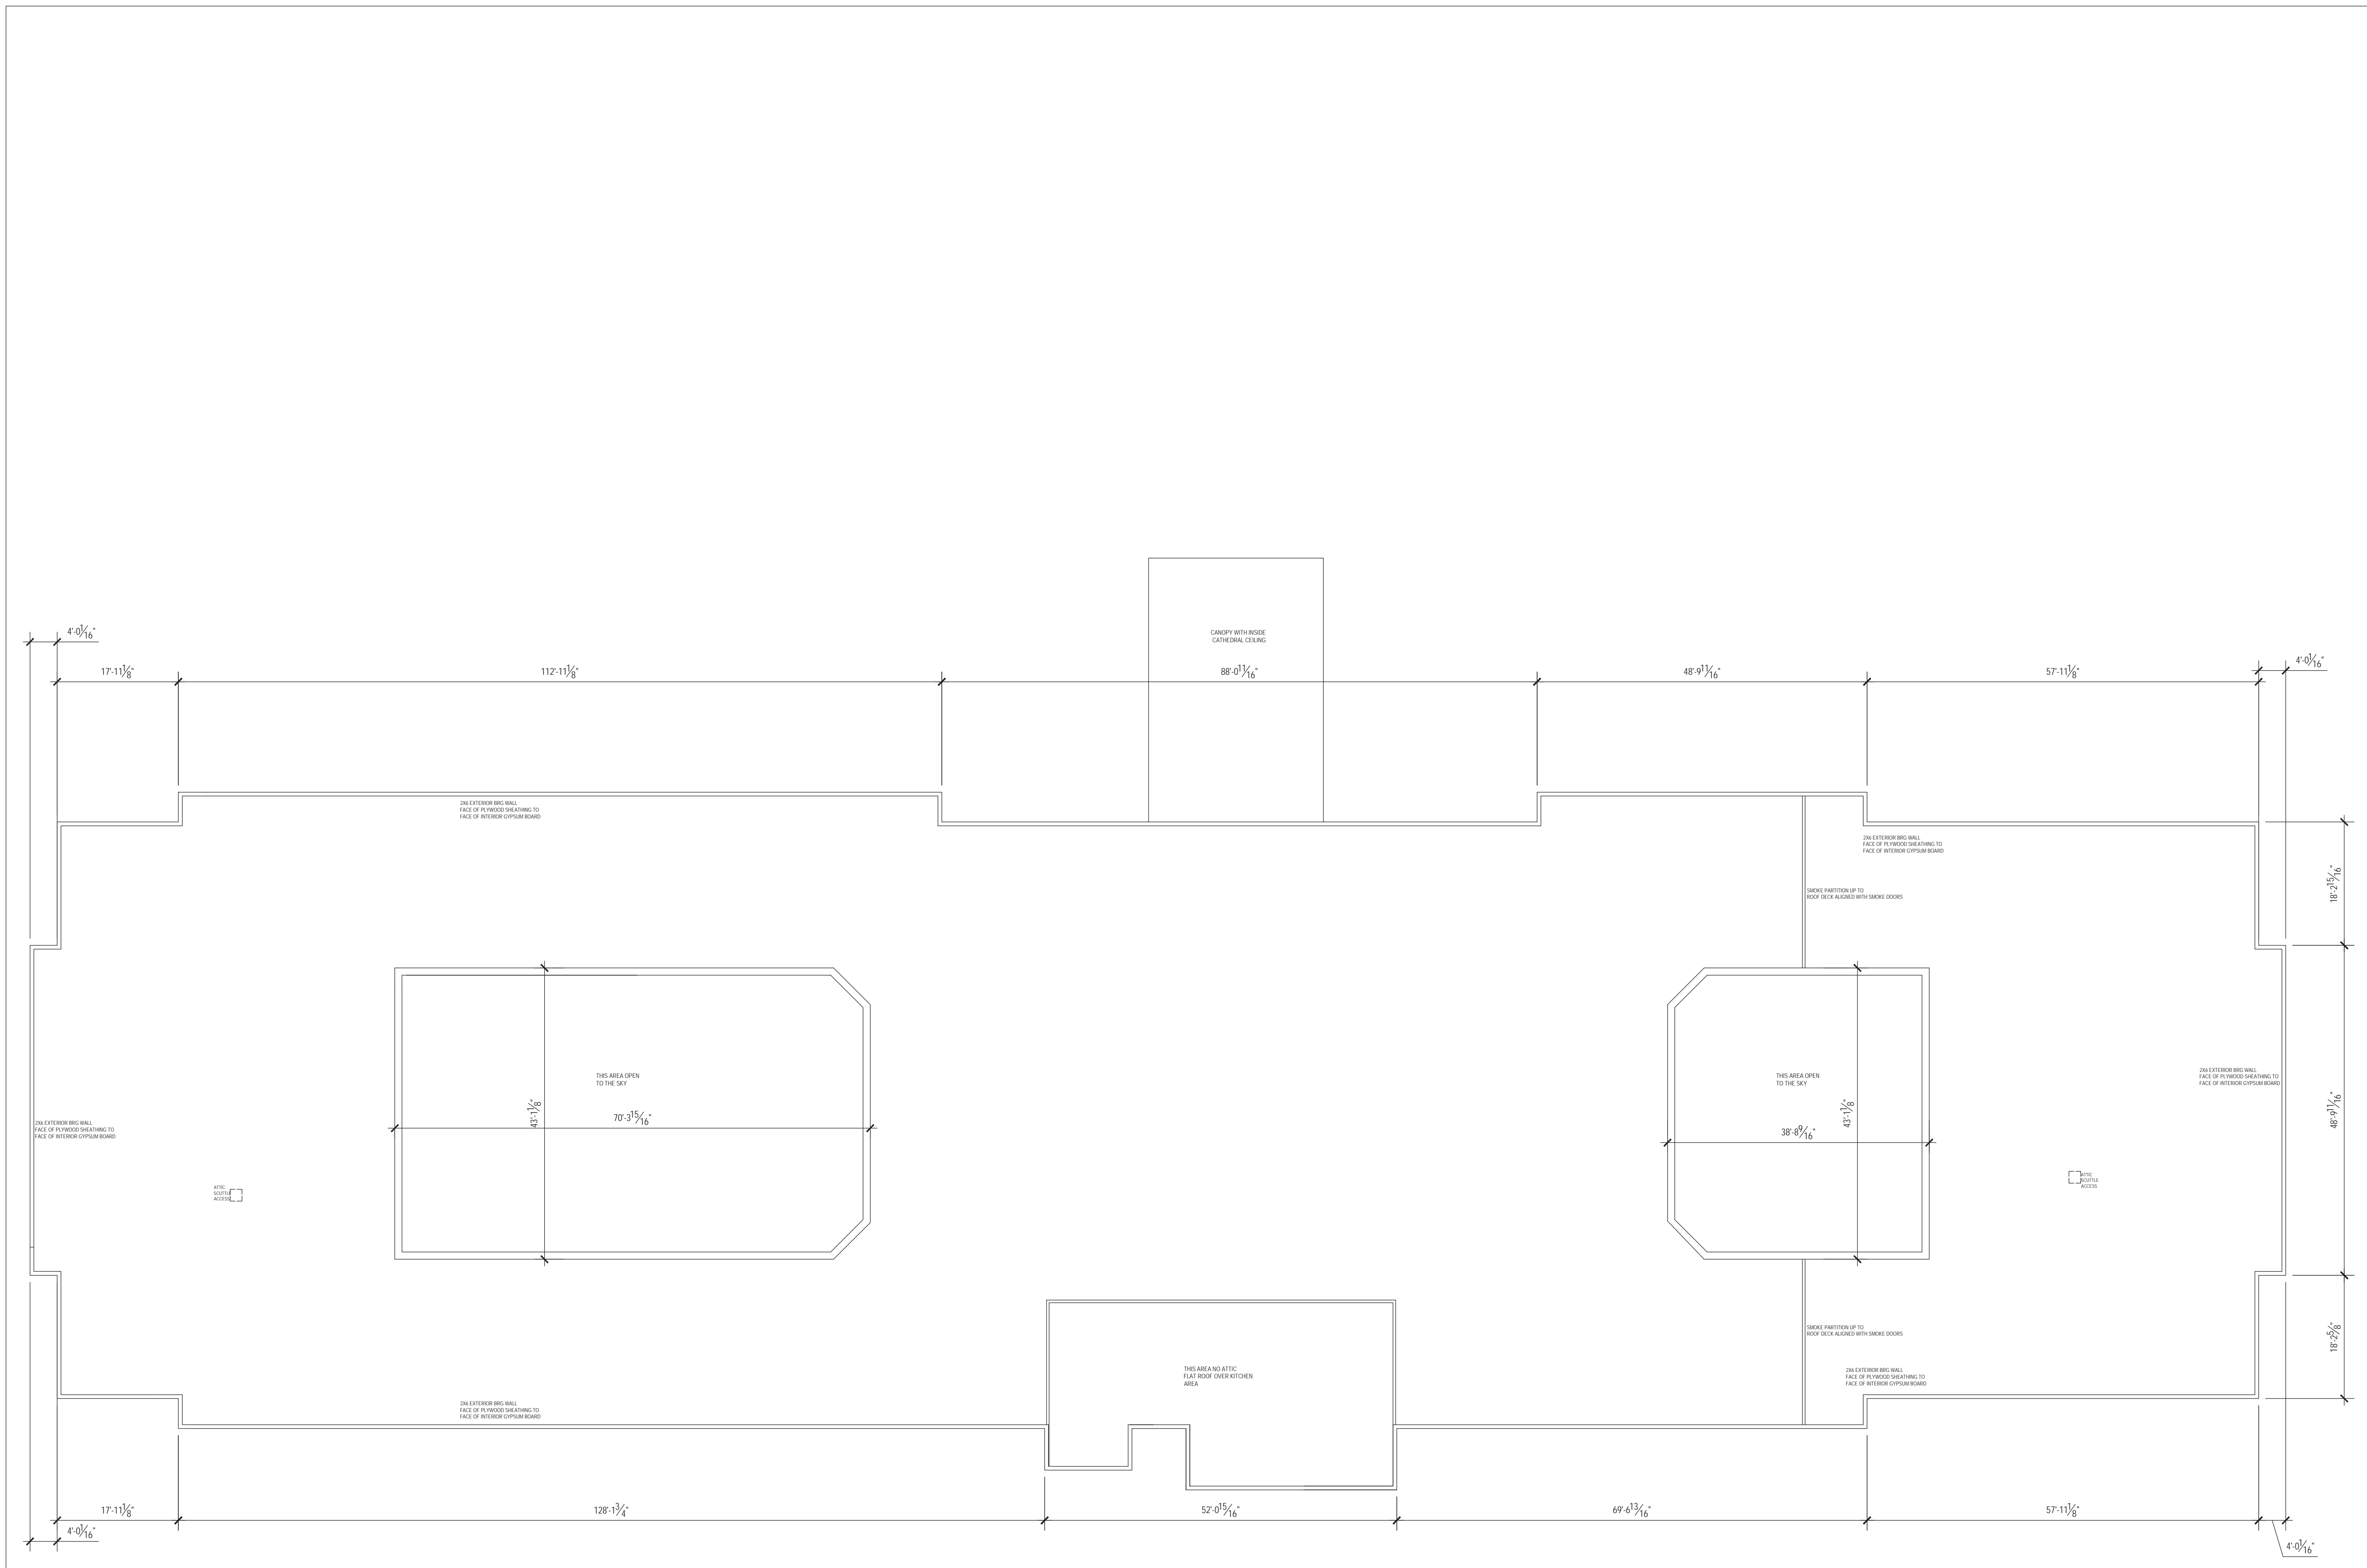 CANOPY WITH INSIDE
CATHEDRAL CEILING
4'-0 1/16"
17'-11 1/8"
112'-11 1/8"
88'-0 11/16"
48'-9 11/16"
57'-11 1/8"
4'-0 1/16"
2X6 EXTERIOR BRG WALL
FACE OF PLYWOOD SHEATHING TO
FACE OF INTERIOR GYPSUM BOARD
2X6 EXTERIOR BRG WALL
FACE OF PLYWOOD SHEATHING TO
FACE OF INTERIOR GYPSUM BOARD
SMOKE PARTITION UP TO
ROOF DECK ALIGNED WITH SMOKE DOORS
18'-2 15/16"
THIS AREA OPEN
TO THE SKY
43'-1 1/8"
70'-3 15/16"
THIS AREA OPEN
TO THE SKY
43'-1 1/8"
38'-8 9/16"
2X6 EXTERIOR BRG WALL
FACE OF PLYWOOD SHEATHING TO
FACE OF INTERIOR GYPSUM BOARD
48'-9 11/16"
2X6 EXTERIOR BRG WALL
FACE OF PLYWOOD SHEATHING TO
FACE OF INTERIOR GYPSUM BOARD
ATTIC
SCUTTLE
ACCESS
ATTIC
SCUTTLE
ACCESS
SMOKE PARTITION UP TO
ROOF DECK ALIGNED WITH SMOKE DOORS
18'-2 5/8"
THIS AREA NO ATTIC
FLAT ROOF OVER KITCHEN
AREA
2X6 EXTERIOR BRG WALL
FACE OF PLYWOOD SHEATHING TO
FACE OF INTERIOR GYPSUM BOARD
2X6 EXTERIOR BRG WALL
FACE OF PLYWOOD SHEATHING TO
FACE OF INTERIOR GYPSUM BOARD
17'-11 1/8"
128'-1 3/4"
52'-0 15/16"
69'-6 13/16"
57'-11 1/8"
4'-0 1/16"
4'-0 1/16"